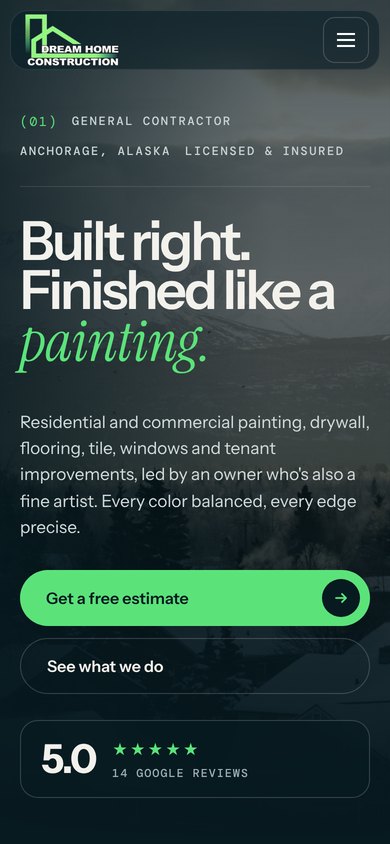 DREAM HOME
CONSTRUCTION
(01) GENERAL CONTRACTOR
ANCHORAGE, ALASKA LICENSED & INSURED
Built right.
Finished like a
painting.
Residential and commercial painting, drywall,
flooring, tile, windows and tenant
improvements, led by an owner who's also a
fine artist. Every color balanced, every edge
precise.
Get a free estimate
See what we do
5.0
14 GOOGLE REVIEWS